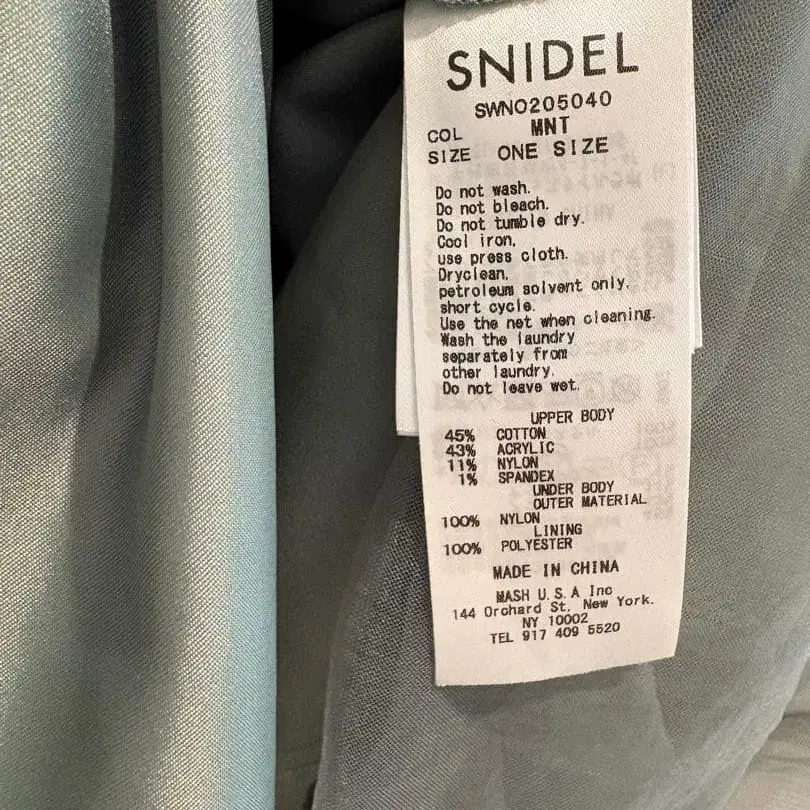 SNIDEL
SWNO205040
COL MNT
SIZE ONE SIZE
Do not wash.
Do not bleach.
Do not tumble dry.
Cool iron,
use press cloth.
Dryclean,
petroleum solvent only,
short cycle.
Use the net when cleaning.
Wash the laundry
separately from
other laundry.
Do not leave wet.
UPPER BODY
45% COTTON
43% ACRYLIC
11% NYLON
1% SPANDEX
UNDER BODY
OUTER MATERIAL
100% NYLON
LINING
100% POLYESTER
MADE IN CHINA
MASH U.S.A Inc
144 Orchard St, New York.
NY 10002
TEL 917 409 5520